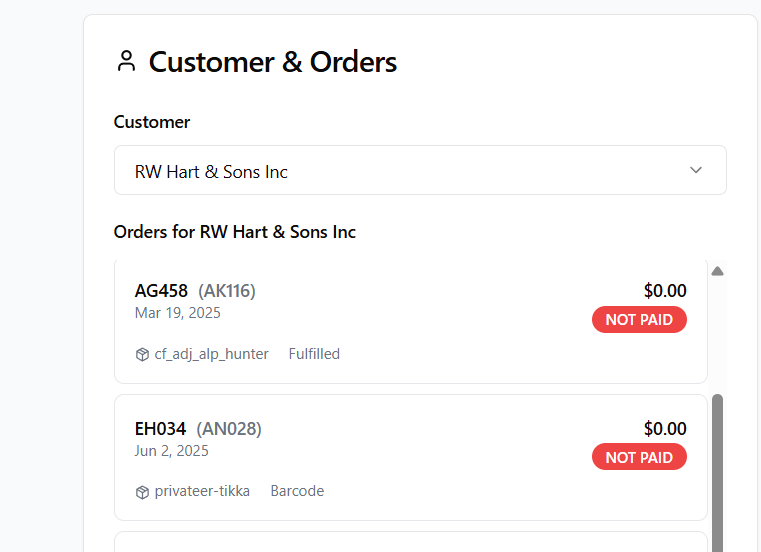 Customer & Orders
Customer
RW Hart & Sons Inc
Orders for RW Hart & Sons Inc
AG458 (AK116) $0.00
Mar 19, 2025 NOT PAID
cf_adj_alp_hunter Fulfilled
EH034 (AN028) $0.00
Jun 2, 2025 NOT PAID
privateer-tikka Barcode